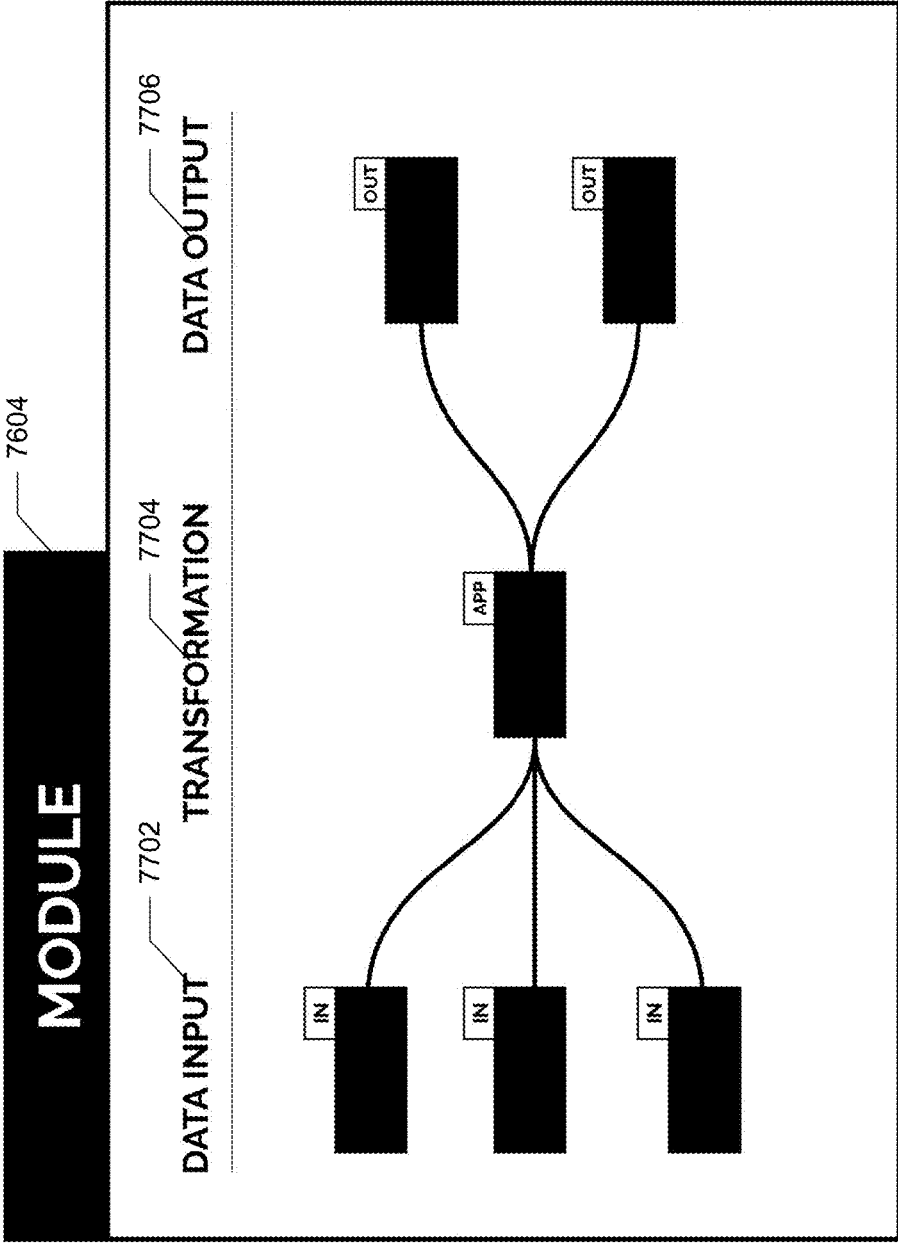 7604
MODULE
7702
7704
7706
DATA INPUT
TRANSFORMATION
DATA OUTPUT
IN
OUT
IN
APP
OUT
IN